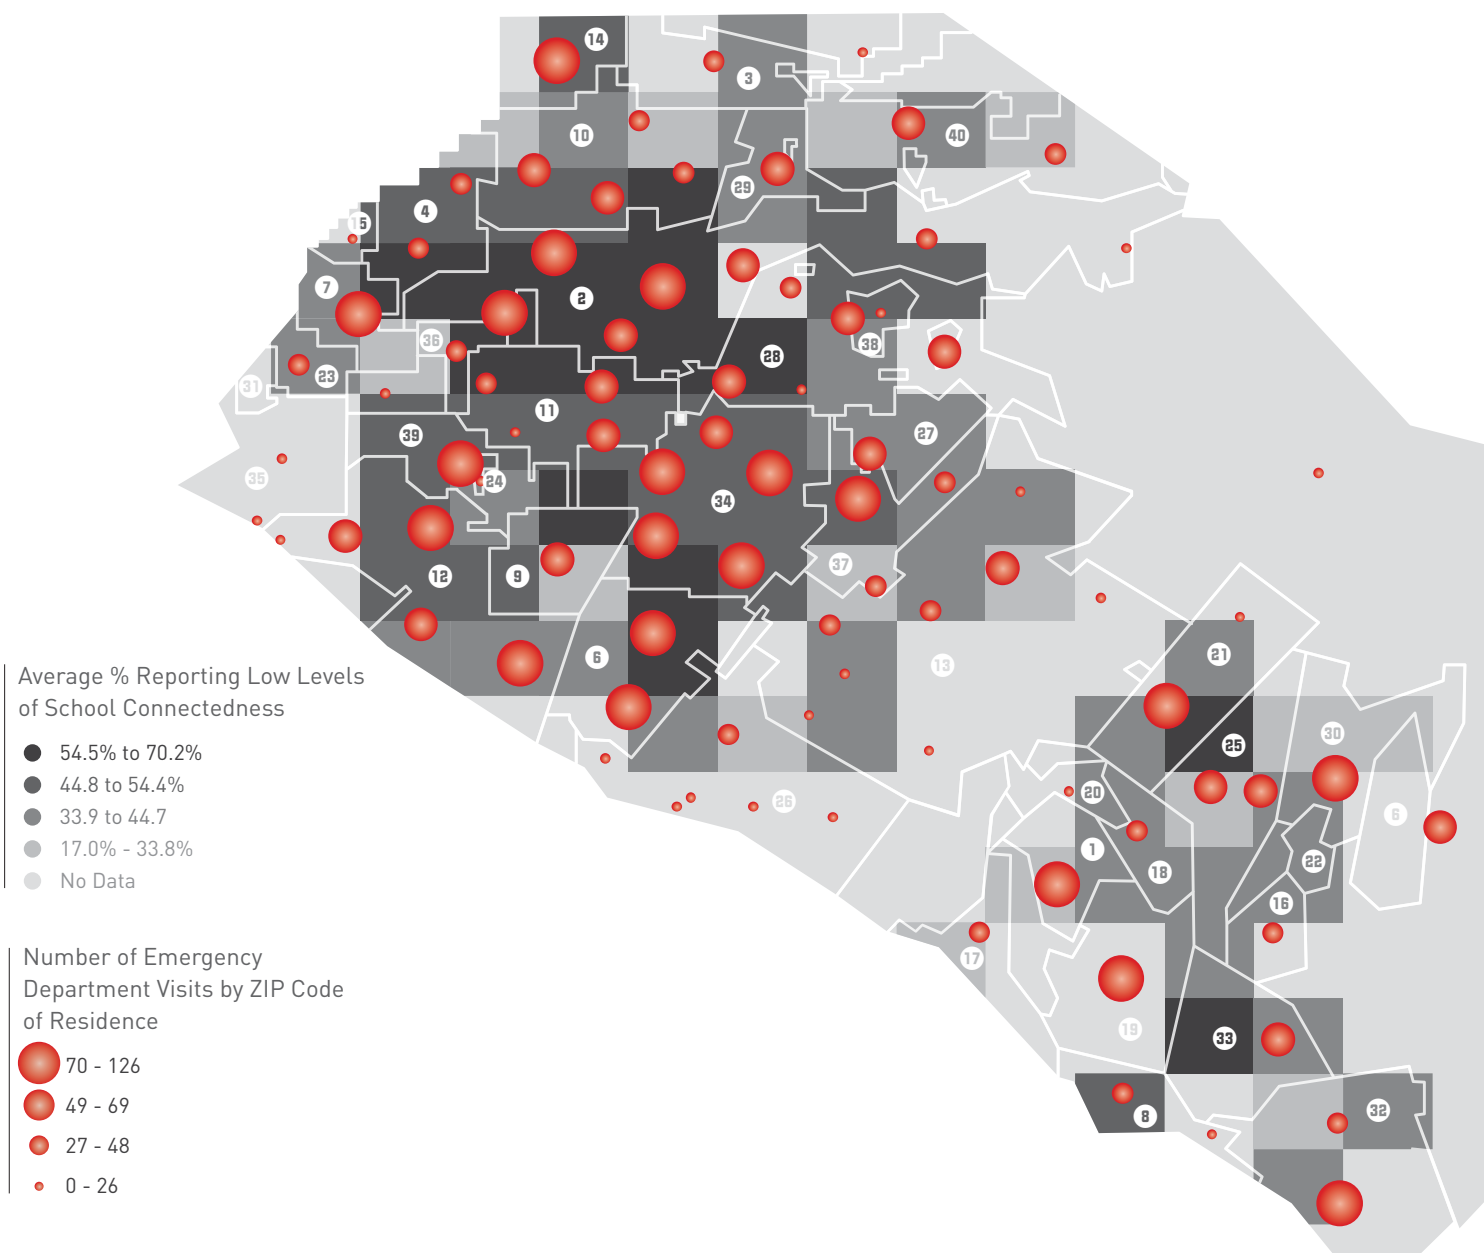 14
3
10
40
29
4
15
7
2
36
38
28
31
23
11
39
27
35
24
34
37
12
9
6
13
21
25
30
26
20
6
1
22
18
16
17
19
33
8
32
Average % Reporting Low Levels
of School Connectedness
54.5% to 70.2%
44.8 to 54.4%
33.9 to 44.7
17.0% - 33.8%
No Data
Number of Emergency
Department Visits by ZIP Code
of Residence
70 - 126
49 - 69
27 - 48
0 - 26